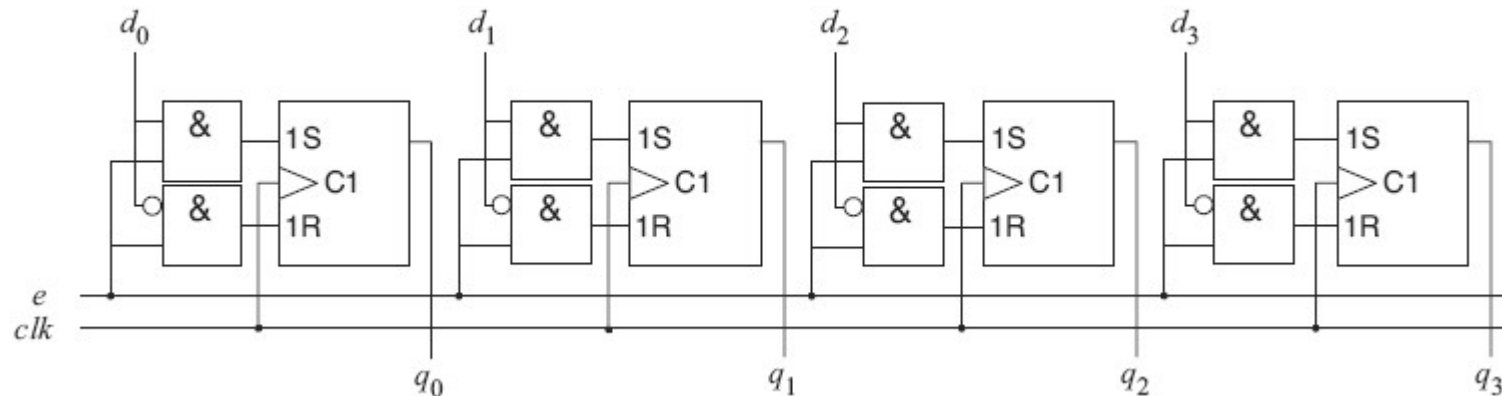 d0 d1 d2 d3
& 1S & 1S & 1S & 1S
C1 C1 C1 C1
& 1R & 1R & 1R & 1R
e
clk
q0 q1 q2 q3